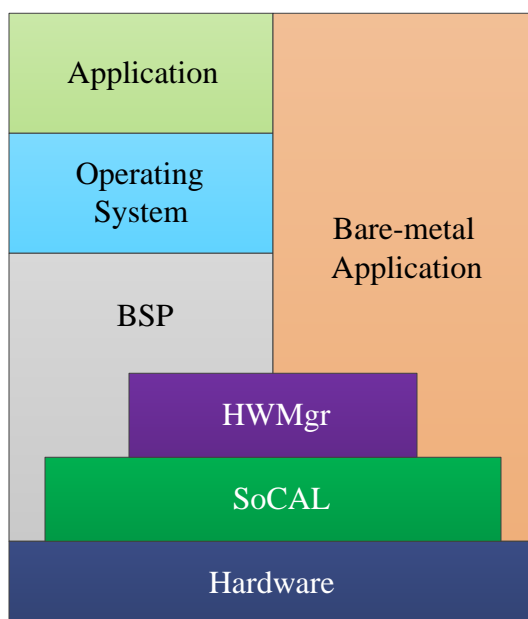 Application
Operating
System
Bare-metal
Application
BSP
HWMgr
SoCAL
Hardware